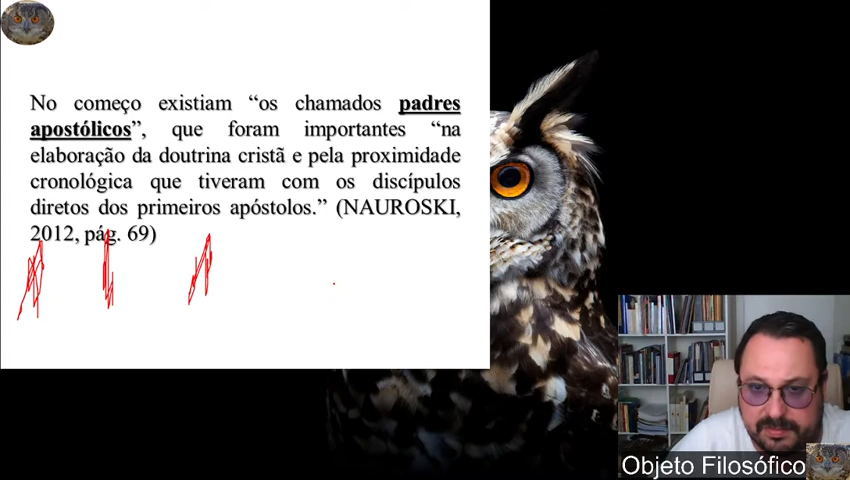 No começo existiam “os chamados padres
apostólicos”, que foram importantes “na
elaboração da doutrina cristã e pela proximidade
cronológica que tiveram com os discípulos
diretos dos primeiros apóstolos.” (NAUROSKI,
2012, pág. 69)
Objeto Filosófico